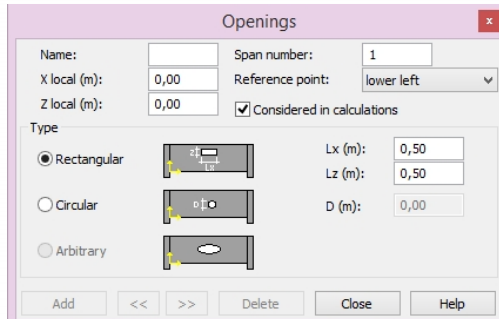 Openings
x
Name: Span number: 1
X local (m): 0,00 Reference point: lower left
Z local (m): 0,00 Considered in calculations
Type
Rectangular Z Lx Lx (m): 0,50
Lz (m): 0,50
Circular D D (m): 0,00
Arbitrary
Add << >> Delete Close Help